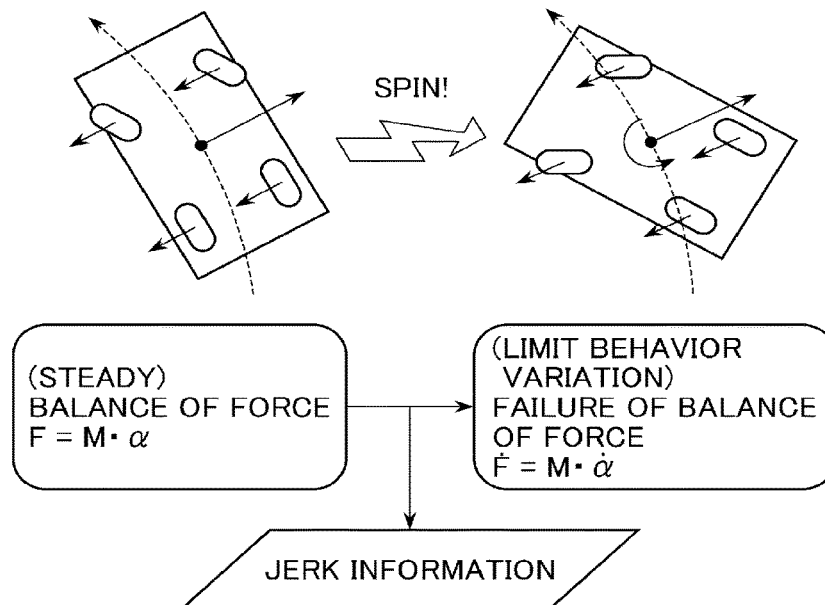 SPIN!
(STEADY)
BALANCE OF FORCE
F = M・α
(LIMIT BEHAVIOR
VARIATION)
FAILURE OF BALANCE
OF FORCE
Ḟ = M・α̇
JERK INFORMATION